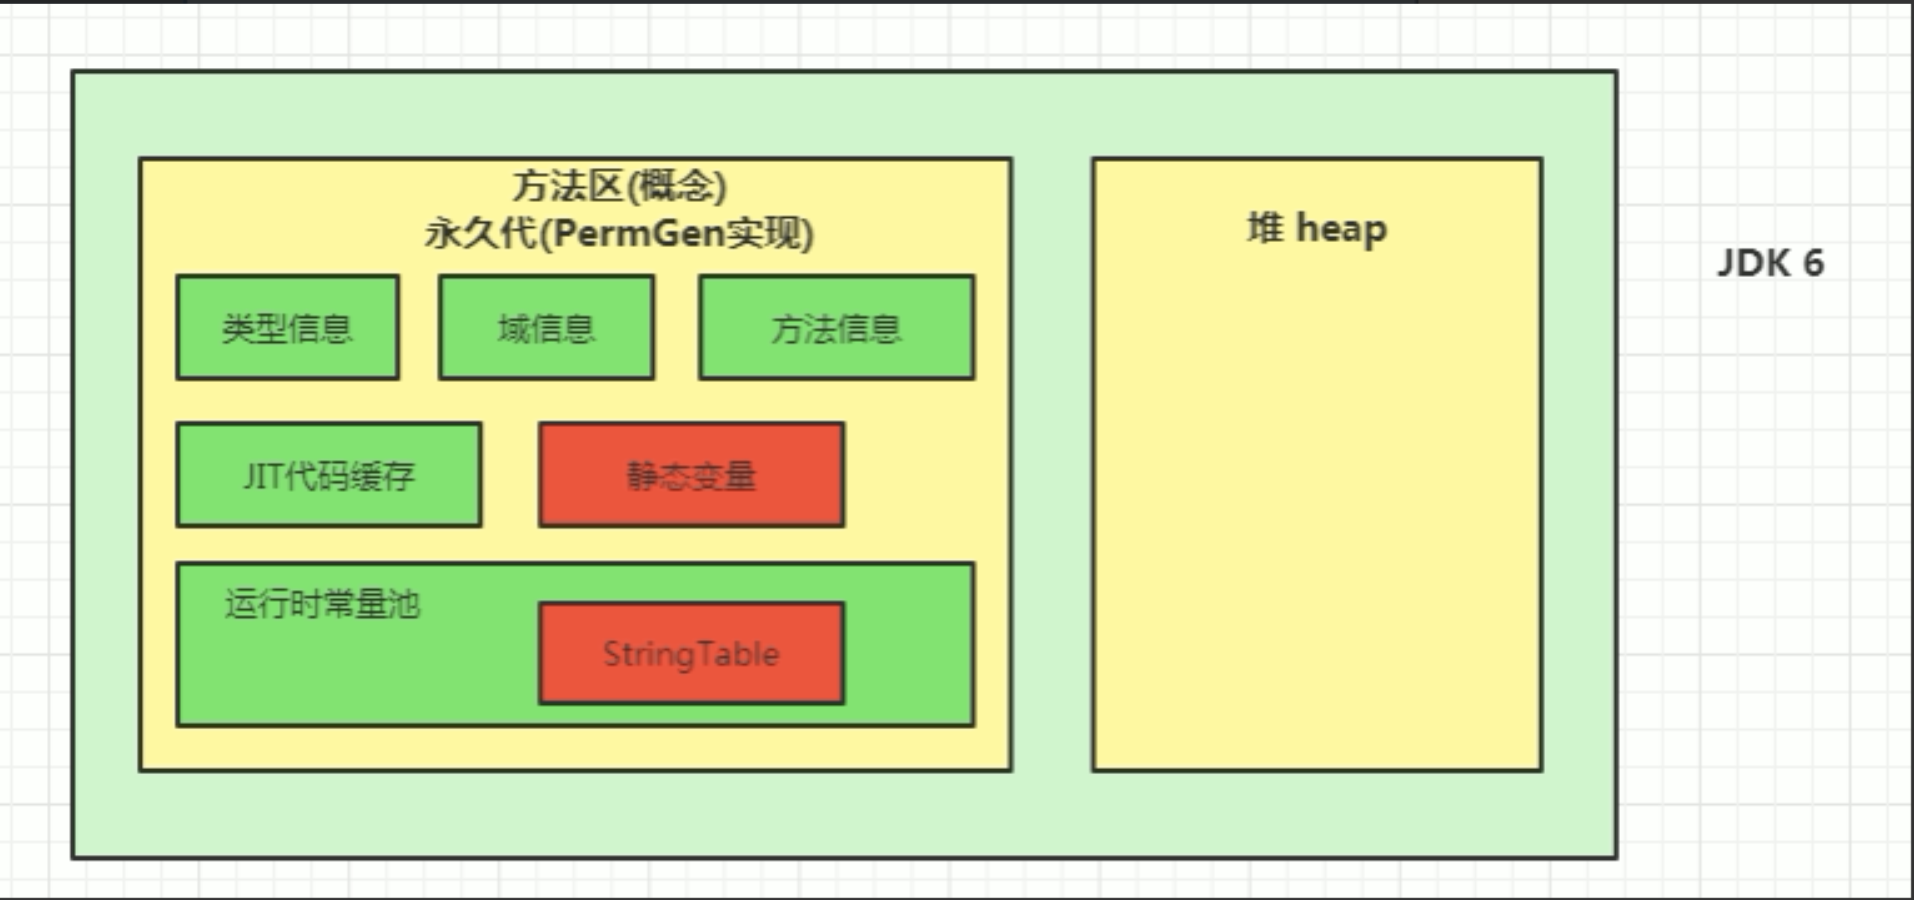 方法区(概念)
永久代(PermGen实现)
堆 heap
JDK 6
类型信息
域信息
方法信息
JIT代码缓存
静态变量
运行时常量池
StringTable